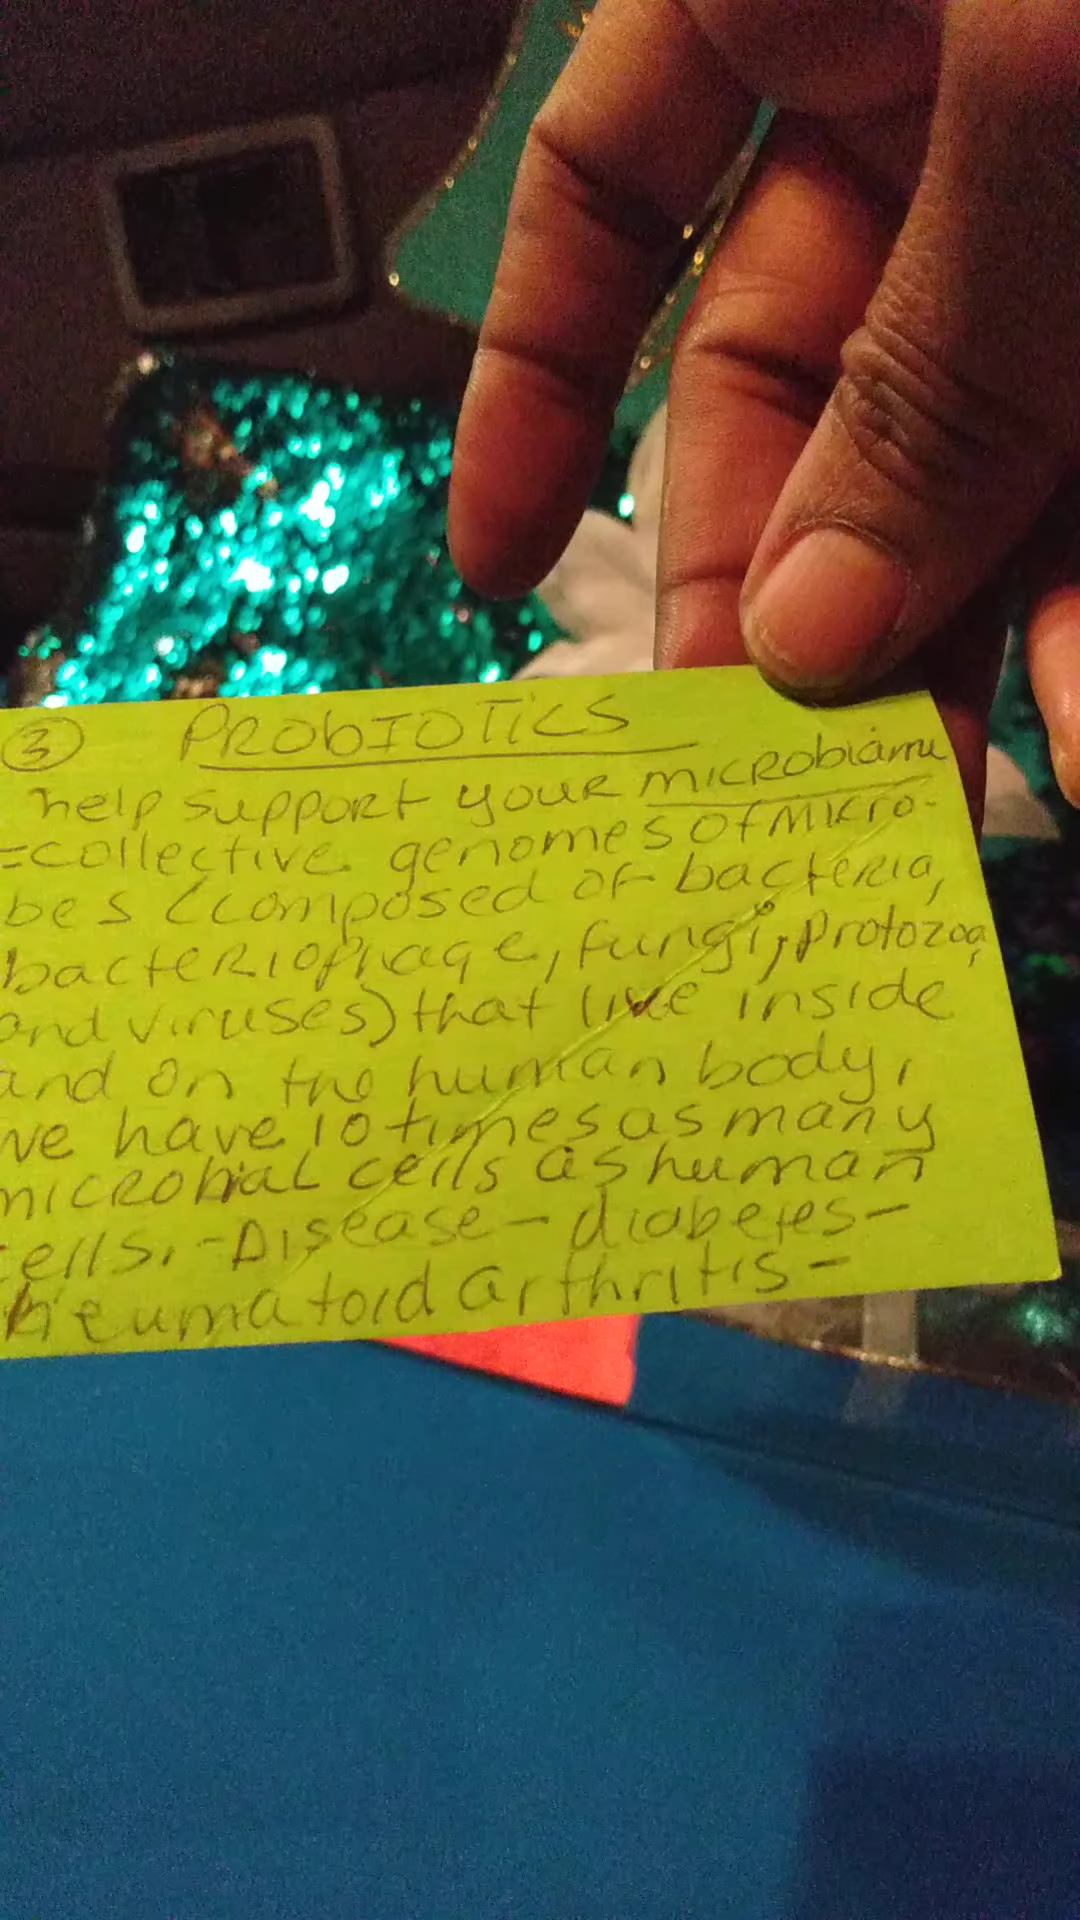 3 PRObIOTiCS
help support your microbiome
=collective genomes of micro-
bes (composed of bacteria,
bacteriophage, fungi, protozoa,
and viruses) that live inside
and on the human body,
we have 10 times as many
microbial cells as human
cells. - Disease - diabetes -
rheumatoid arthritis -